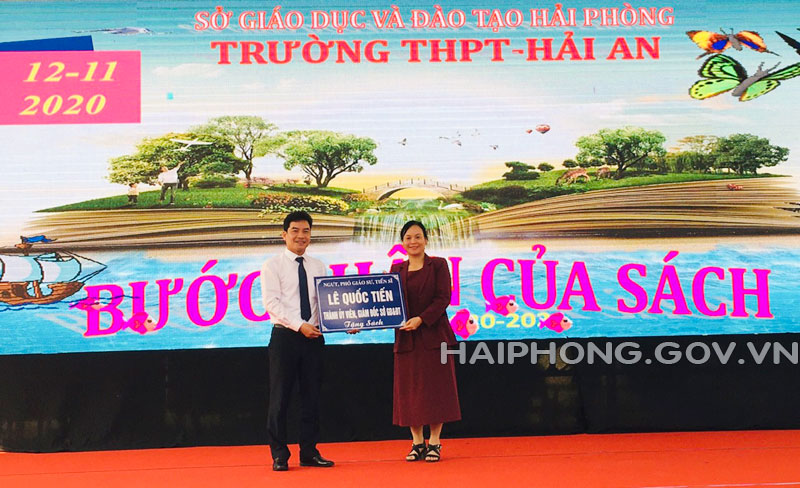 SỞ GIÁO DỤC VÀ ĐÀO TẠO HẢI PHÒNG
TRƯỜNG THPT-HẢI AN
12-11
2020
BƯỚC CỦA SÁCH
NGƯT, PHÓ GIÁO SƯ, TIẾN SĨ
LÊ QUỐC TIẾN
THÀNH ỦY VIÊN, GIÁM ĐỐC SỞ GD&ĐT
Tặng Sách
HAIPHONG.GOV.VN